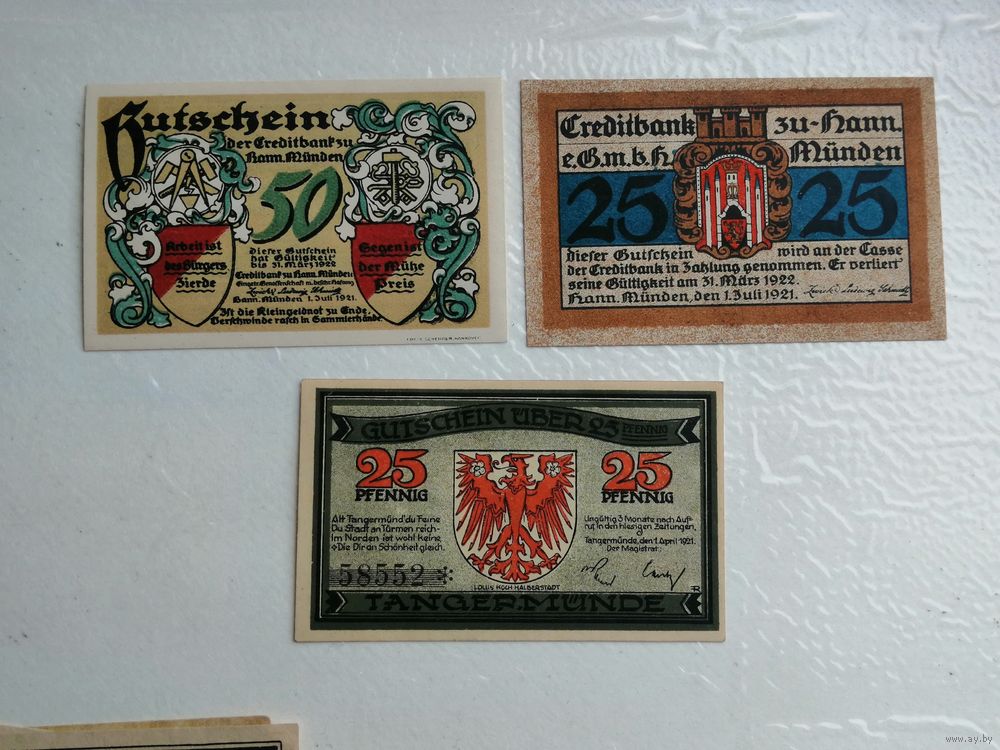 Gutschein
der Creditbank zu
Hann. Münden
50
Arbeit ist
des Bürgers
Zierde
Segen ist
der Mühe
Preis
dieser Gutschein
hat Gültigkeit
bis 31. März 1922
Creditbank zu Hann. Münden
Hann. Münden 1. Juli 1921.
Ist die Kleingeldnot zu Ende,
Verschwinde rasch in Sammlerhände.
Creditbank zu-Hann.
e.G.m.b.H Münden
25 25
dieser Gutschein wird an der Casse
der Creditbank in Zahlung genommen. Er verliert
seine Gültigkeit am 31. März 1922.
Hann. Münden, den 1. Juli 1921.
GUTSCHEIN ÜBER 25 PFENNIG
25 25
PFENNIG PFENNIG
Alt Tangermünd' du Feine
Du Stadt an Türmen reich-
Im Norden ist wohl keine
Die Dir an Schönheit gleich.
Ungültig 3 Monate nach Auf-
ruf in den hiesigen Zeitungen.
Tangermünde, den 1. April 1921.
Der Magistrat:
58552
LOUIS KOCH HALBERSTADT
TANGERMÜNDE
www.ay.by